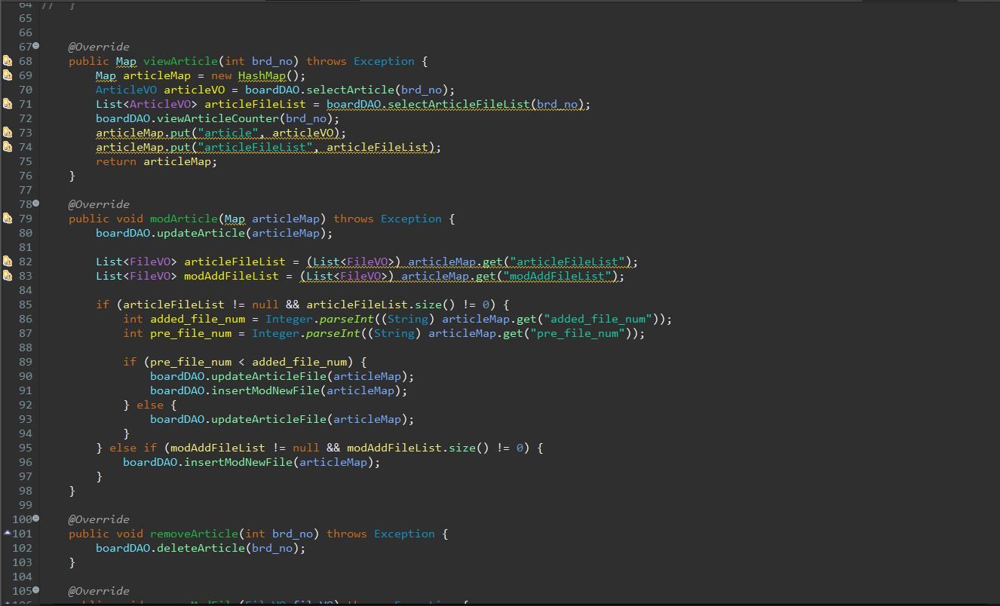 64 //  }
65
66
67     @Override
68     public Map viewArticle(int brd_no) throws Exception {
69         Map articleMap = new HashMap();
70         ArticleVO articleVO = boardDAO.selectArticle(brd_no);
71         List<ArticleVO> articleFileList = boardDAO.selectArticleFileList(brd_no);
72         boardDAO.viewArticleCounter(brd_no);
73         articleMap.put("article", articleVO);
74         articleMap.put("articleFileList", articleFileList);
75         return articleMap;
76     }
77
78     @Override
79     public void modArticle(Map articleMap) throws Exception {
80         boardDAO.updateArticle(articleMap);
81
82         List<FileVO> articleFileList = (List<FileVO>) articleMap.get("articleFileList");
83         List<FileVO> modAddFileList = (List<FileVO>) articleMap.get("modAddFileList");
84
85         if (articleFileList != null && articleFileList.size() != 0) {
86             int added_file_num = Integer.parseInt((String) articleMap.get("added_file_num"));
87             int pre_file_num = Integer.parseInt((String) articleMap.get("pre_file_num"));
88
89             if (pre_file_num < added_file_num) {
90                 boardDAO.updateArticleFile(articleMap);
91                 boardDAO.insertModNewFile(articleMap);
92             } else {
93                 boardDAO.updateArticleFile(articleMap);
94             }
95         } else if (modAddFileList != null && modAddFileList.size() != 0) {
96             boardDAO.insertModNewFile(articleMap);
97         }
98     }
99
100     @Override
101     public void removeArticle(int brd_no) throws Exception {
102         boardDAO.deleteArticle(brd_no);
103     }
104
105     @Override